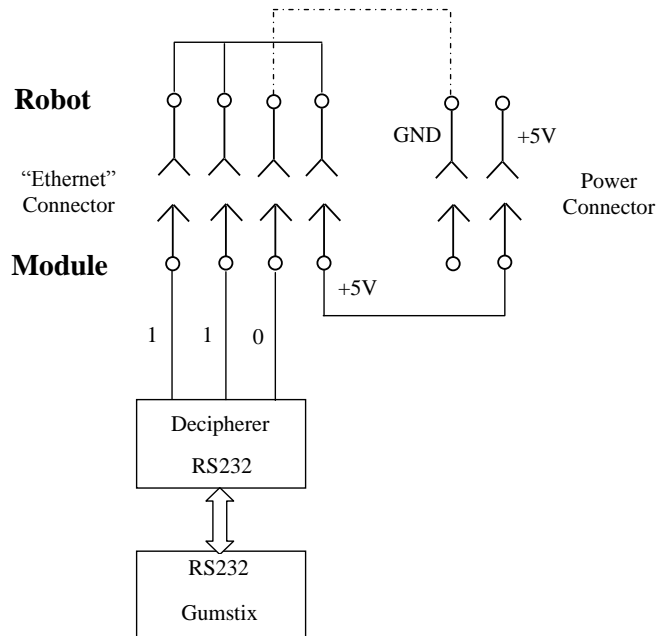 Robot
GND
+5V
“Ethernet”
Connector
Power
Connector
Module
+5V
1
1
0
Decipherer
RS232
RS232
Gumstix